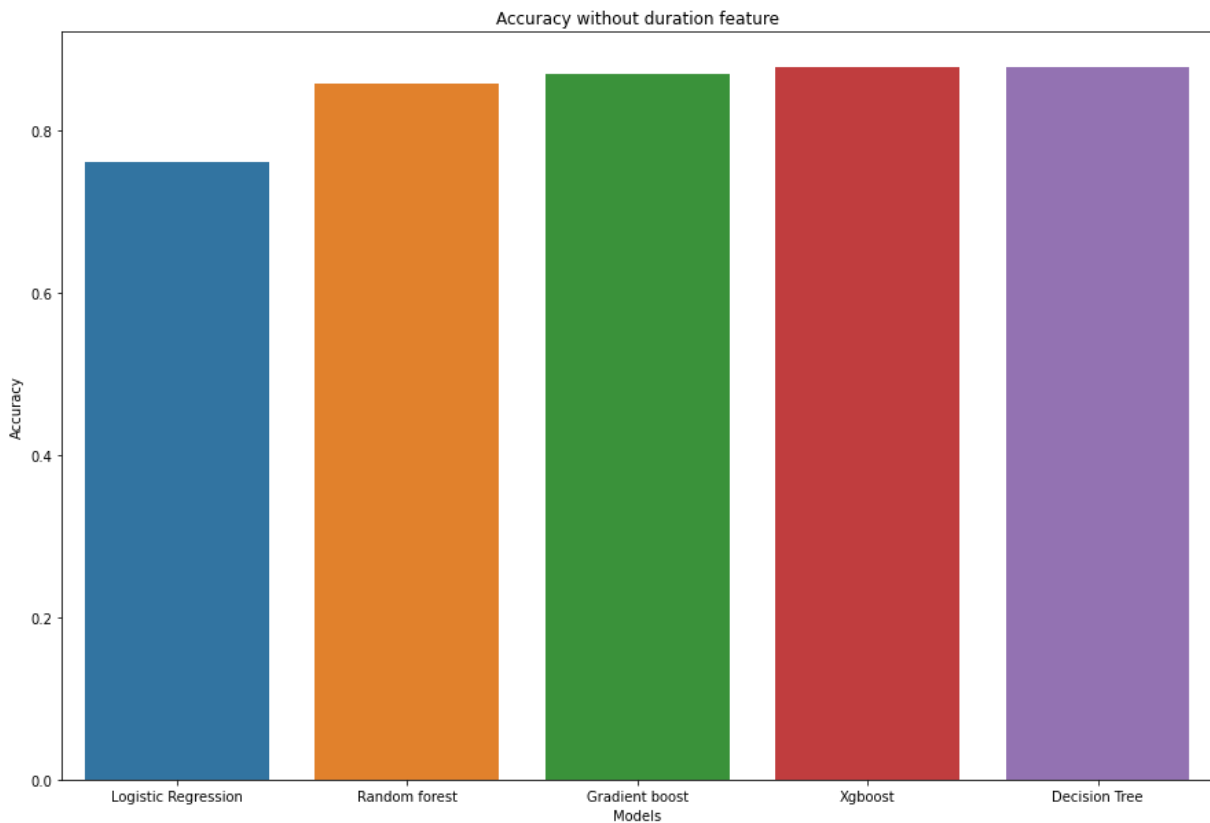 Accuracy without duration feature
Accuracy
0.8
0.6
0.4
0.2
0.0
Logistic Regression
Random forest
Gradient boost
Xgboost
Decision Tree
Models